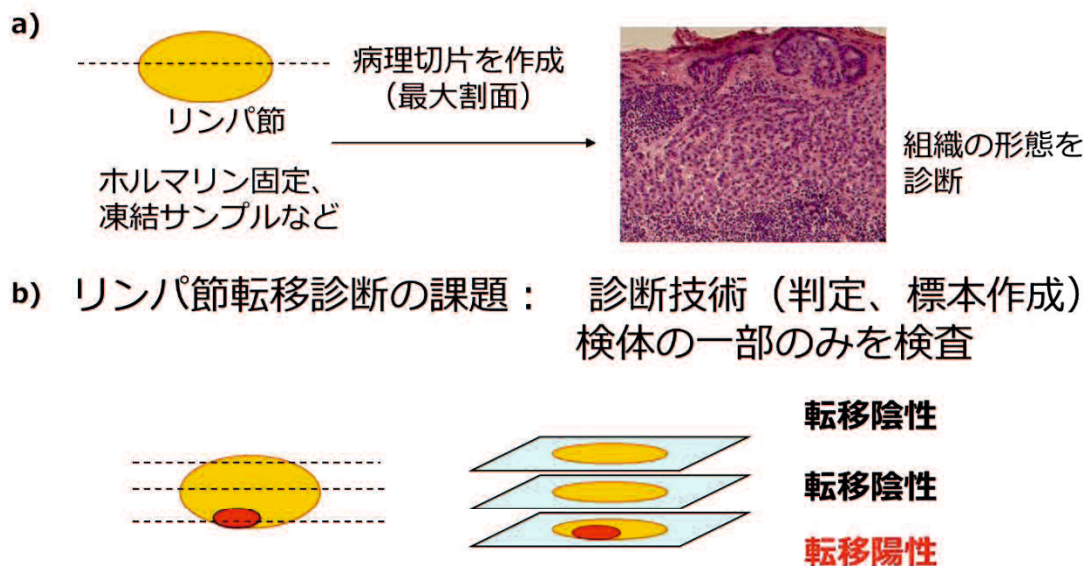 a)
病理切片を作成
（最大割面）
リンパ節
ホルマリン固定、
凍結サンプルなど
組織の形態を
診断
b) リンパ節転移診断の課題： 診断技術（判定、標本作成）
検体の一部のみを検査
転移陰性
転移陰性
転移陽性